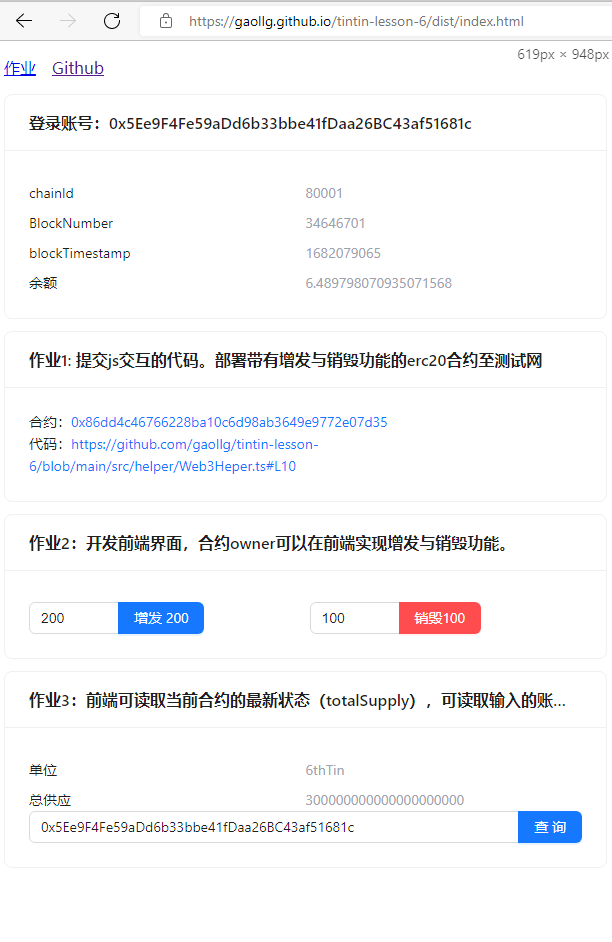 https://gaollg.github.io/tintin-lesson-6/dist/index.html
619px × 948px
作业 Github
登录账号：0x5Ee9F4Fe59aDd6b33bbe41fDaa26BC43af51681c
chainId 80001
BlockNumber 34646701
blockTimestamp 1682079065
余额 6.489798070935071568
作业1: 提交js交互的代码。部署带有增发与销毁功能的erc20合约至测试网
合约：0x86dd4c46766228ba10c6d98ab3649e9772e07d35
代码：https://github.com/gaollg/tintin-lesson-
6/blob/main/src/helper/Web3Heper.ts#L10
作业2：开发前端界面，合约owner可以在前端实现增发与销毁功能。
200 增发 200 100 销毁100
作业3：前端可读取当前合约的最新状态（totalSupply），可读取输入的账...
单位 6thTin
总供应 300000000000000000000
0x5Ee9F4Fe59aDd6b33bbe41fDaa26BC43af51681c 查 询